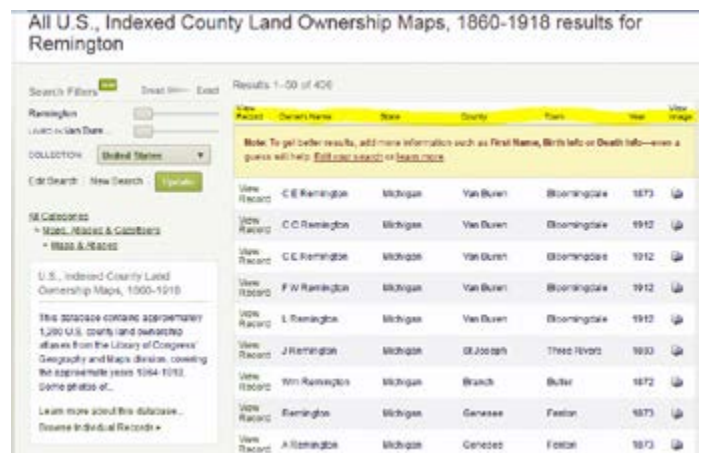 All U.S., Indexed County Land Ownership Maps, 1860-1918 results for
Remington
Search Filters
Broad Exact
Remington
Lived in Van Bure...
COLLECTION United States
Edit Search New Search Update
All Categories
Maps, Atlases & Gazetteers
Maps & Atlases
U.S., Indexed County Land
Ownership Maps, 1860-1918
This database contains approximately
1,200 U.S. county land ownership
atlases from the Library of Congress'
Geography and Maps division, covering
the approximate years 1864-1918.
Some photos of...
Learn more about this database...
Browse Individual Records
Results 1-50 of 426
View Record Owner's Name State County Town Year View Image
Note: To get better results, add more information such as First Name, Birth Info or Death Info—even a
guess will help. Edit your search or learn more.
View Record C E Remington Michigan Van Buren Bloomingdale 1873
View Record C C Remington Michigan Van Buren Bloomingdale 1912
View Record C E Remington Michigan Van Buren Bloomingdale 1912
View Record F W Remington Michigan Van Buren Bloomingdale 1912
View Record L Remington Michigan Van Buren Bloomingdale 1912
View Record J Remington Michigan St Joseph Three Rivers 1893
View Record Wm Remington Michigan Branch Butler 1872
View Record Remington Michigan Genesee Fenton 1873
View Record A Remington Michigan Genesee Fenton 1873